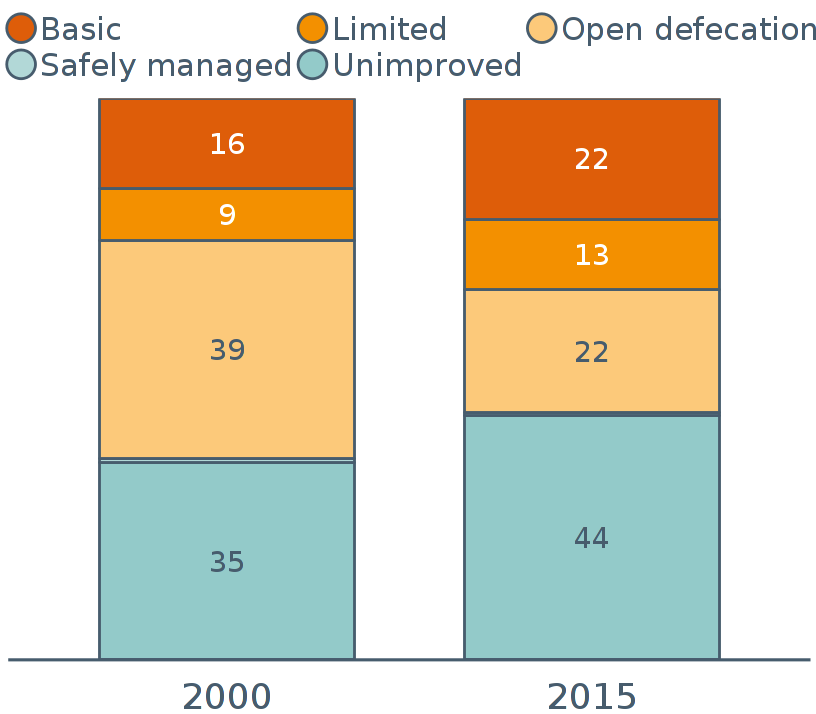 Basic Limited Open defecation
Safely managed Unimproved
16 22
9 13
39 22
35 44
2000 2015